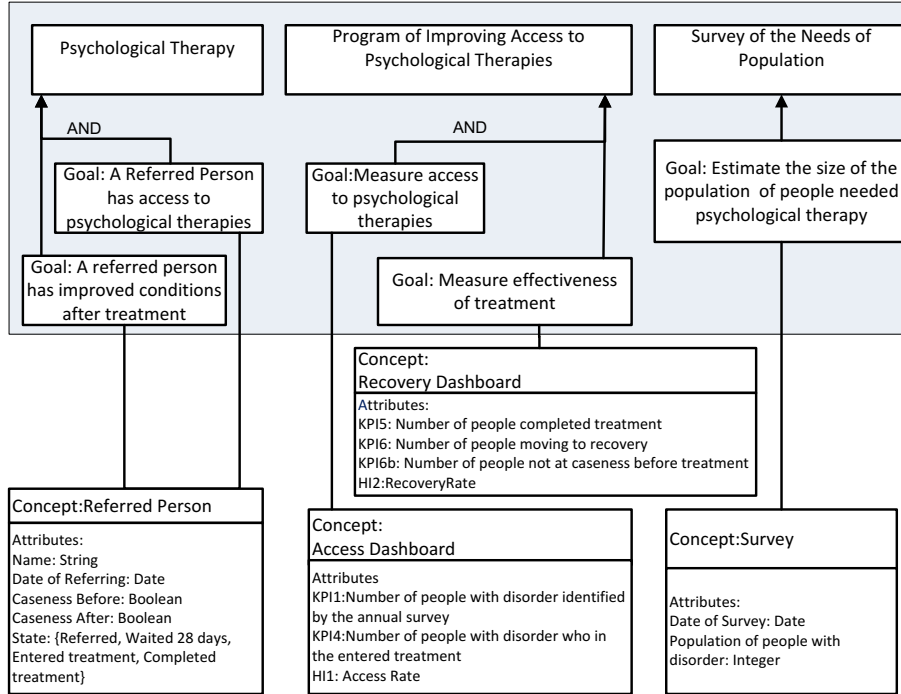 Psychological Therapy
Program of Improving Access to
Psychological Therapies
Survey of the Needs of
Population
AND
AND
Goal: A Referred Person
has access to
psychological therapies
Goal:Measure access
to psychological
therapies
Goal: Estimate the size of the
population of people needed
psychological therapy
Goal: A referred person
has improved conditions
after treatment
Goal: Measure effectiveness
of treatment
Concept:
Recovery Dashboard
Attributes:
KPI5: Number of people completed treatment
KPI6: Number of people moving to recovery
KPI6b: Number of people not at caseness before treatment
HI2:RecoveryRate
Concept:Referred Person
Attributes:
Name: String
Date of Referring: Date
Caseness Before: Boolean
Caseness After: Boolean
State: {Referred, Waited 28 days,
Entered treatment, Completed
treatment}
Concept:
Access Dashboard
Attributes
KPI1:Number of people with disorder identified
by the annual survey
KPI4:Number of people with disorder who in
the entered treatment
HI1: Access Rate
Concept:Survey
Attributes:
Date of Survey: Date
Population of people with
disorder: Integer